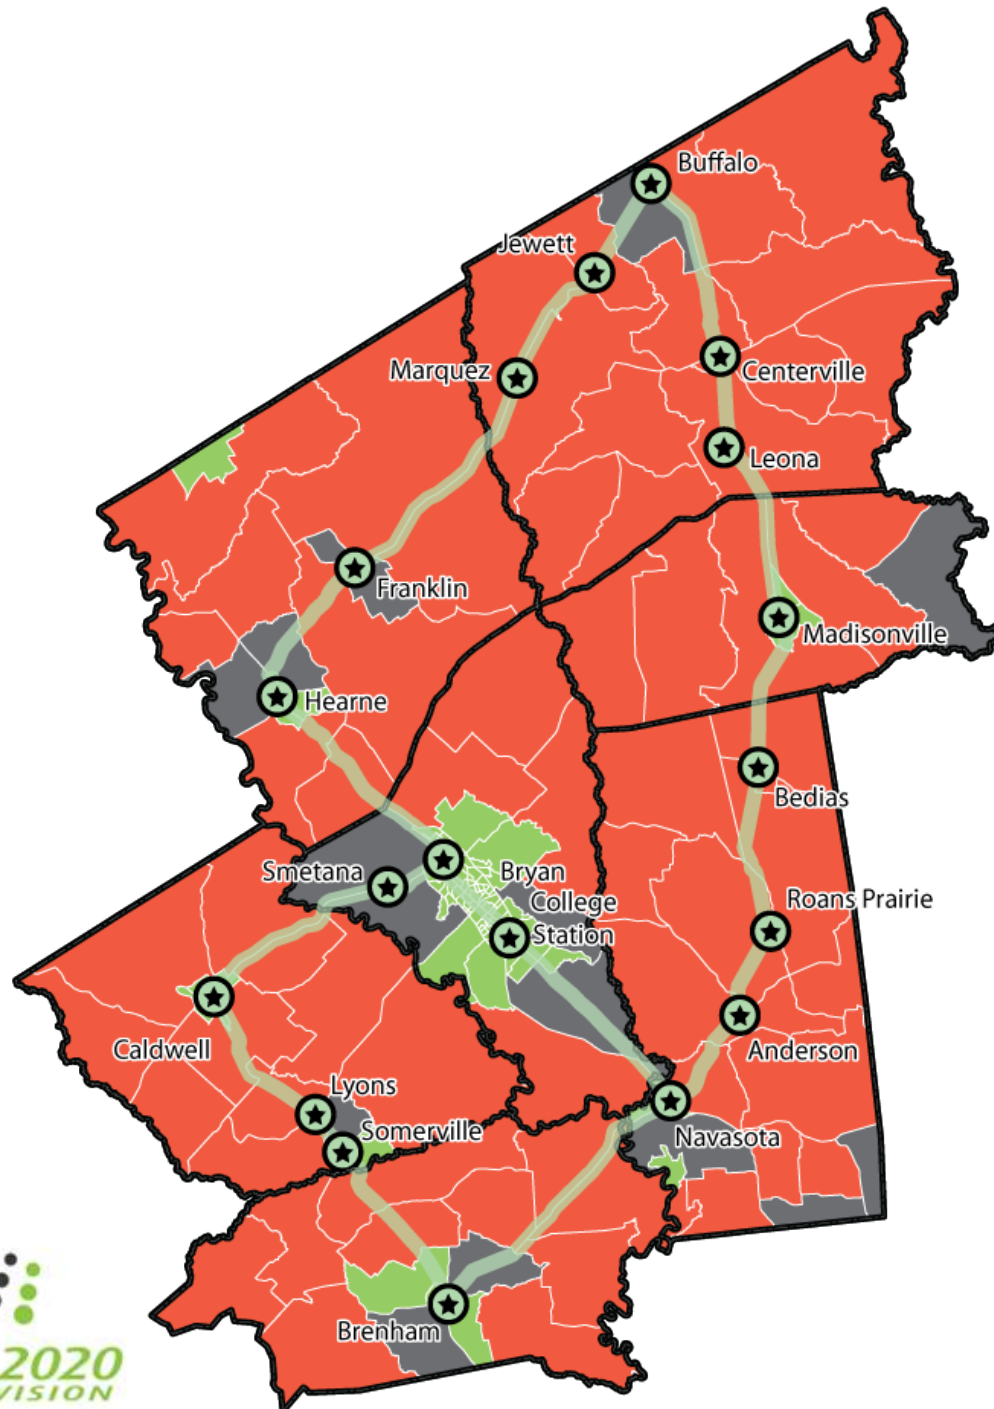 Buffalo
Jewett
Marquez
Centerville
Leona
Franklin
Madisonville
Hearne
Bedias
Smetana
Bryan
College
Station
Roans Prairie
Caldwell
Anderson
Lyons
Somerville
Navasota
Brenham
2020
VISION